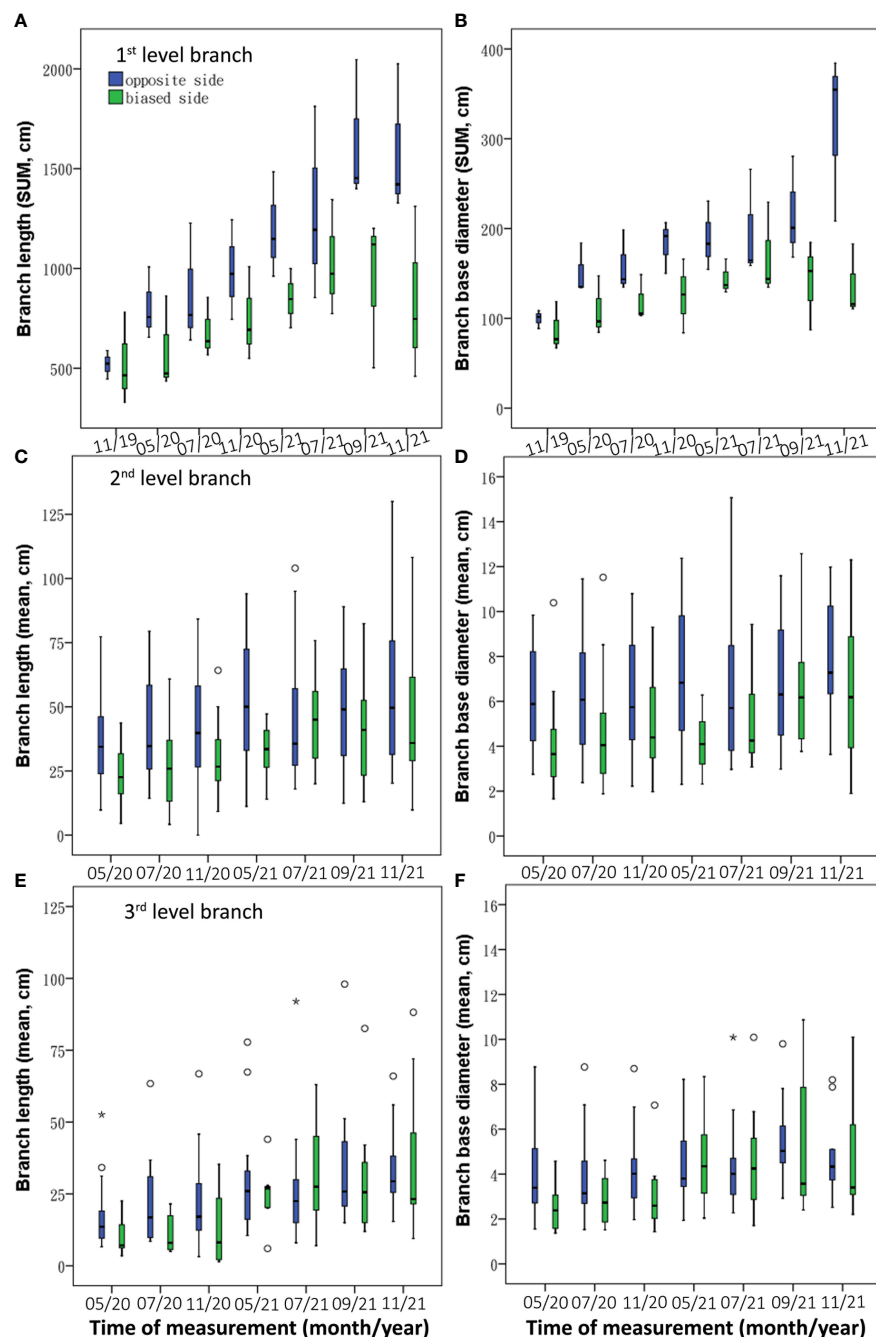 A
1st level branch
opposite side
biased side
Branch length (SUM, cm)
2000
1500
1000
500
11/19 05/20 07/20 11/20 05/21 07/21 09/21 11/21
B
Branch base diameter (SUM, cm)
400
300
200
100
0
11/19 05/20 07/20 11/20 05/21 07/21 09/21 11/21
C
2nd level branch
Branch length (mean, cm)
125
100
75
50
25
0
05/20 07/20 11/20 05/21 07/21 09/21 11/21
D
Branch base diameter (mean, cm)
16
14
12
10
8
6
4
2
0
05/20 07/20 11/20 05/21 07/21 09/21 11/21
E
3rd level branch
Branch length (mean, cm)
125
100
75
50
25
0
05/20 07/20 11/20 05/21 07/21 09/21 11/21
Time of measurement (month/year)
F
Branch base diameter (mean, cm)
16
14
12
10
8
6
4
2
0
05/20 07/20 11/20 05/21 07/21 09/21 11/21
Time of measurement (month/year)